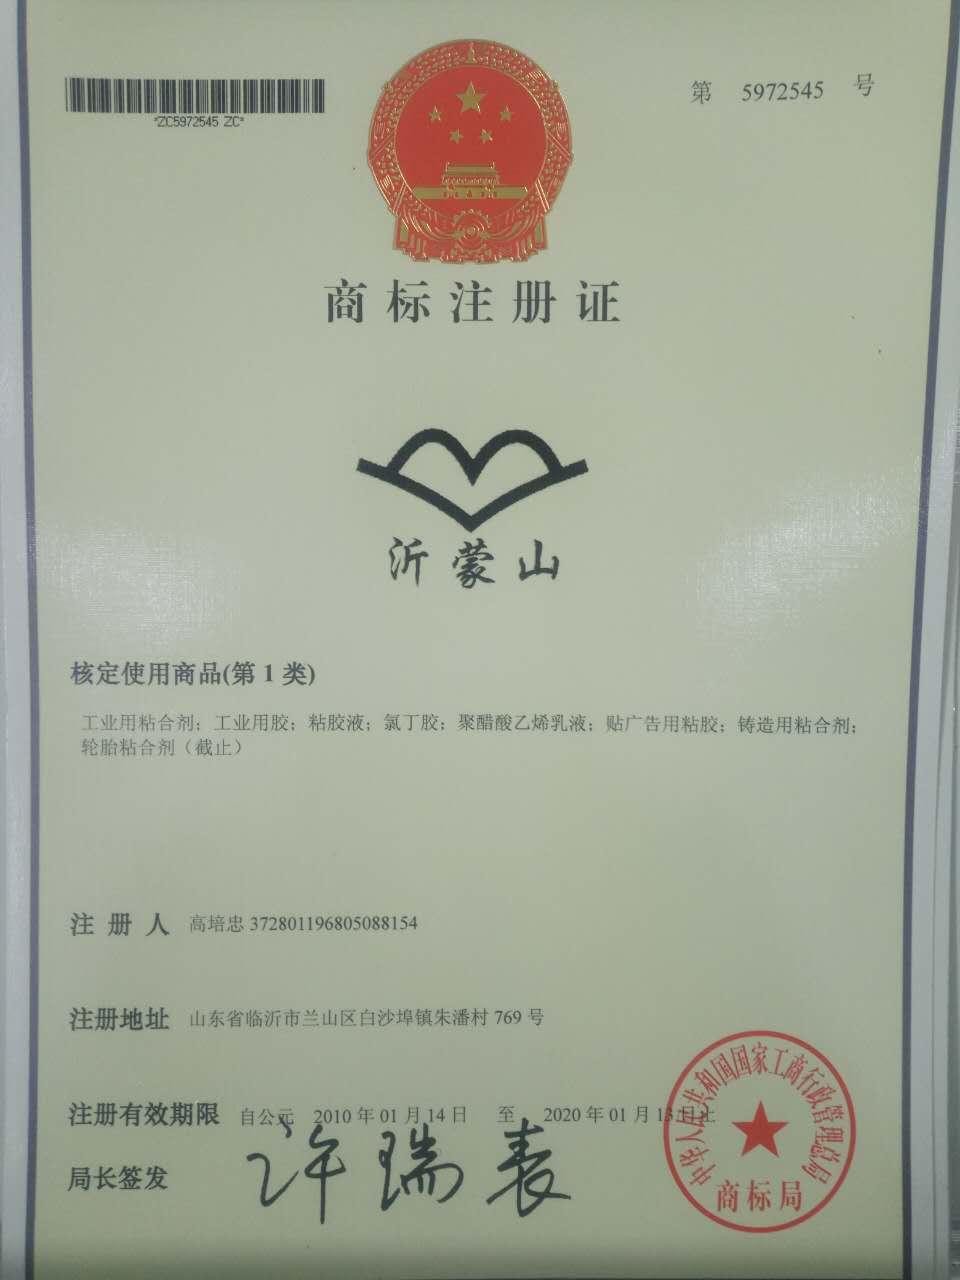 *ZC5972545 ZC*
第 5972545 号
商标注册证
沂蒙山
核定使用商品(第 1 类)
工业用粘合剂；工业用胶；粘胶液；氯丁胶；聚醋酸乙烯乳液；贴广告用粘胶；铸造用粘合剂；
轮胎粘合剂（截止）
注 册 人 高培忠 372801196805088154
注册地址 山东省临沂市兰山区白沙埠镇朱潘村 769 号
注册有效期限 自公元 2010 年 01 月 14 日 至 2020 年 01 月 13 日止
局长签发 许瑞表
中华人民共和国国家工商行政管理总局
商标局